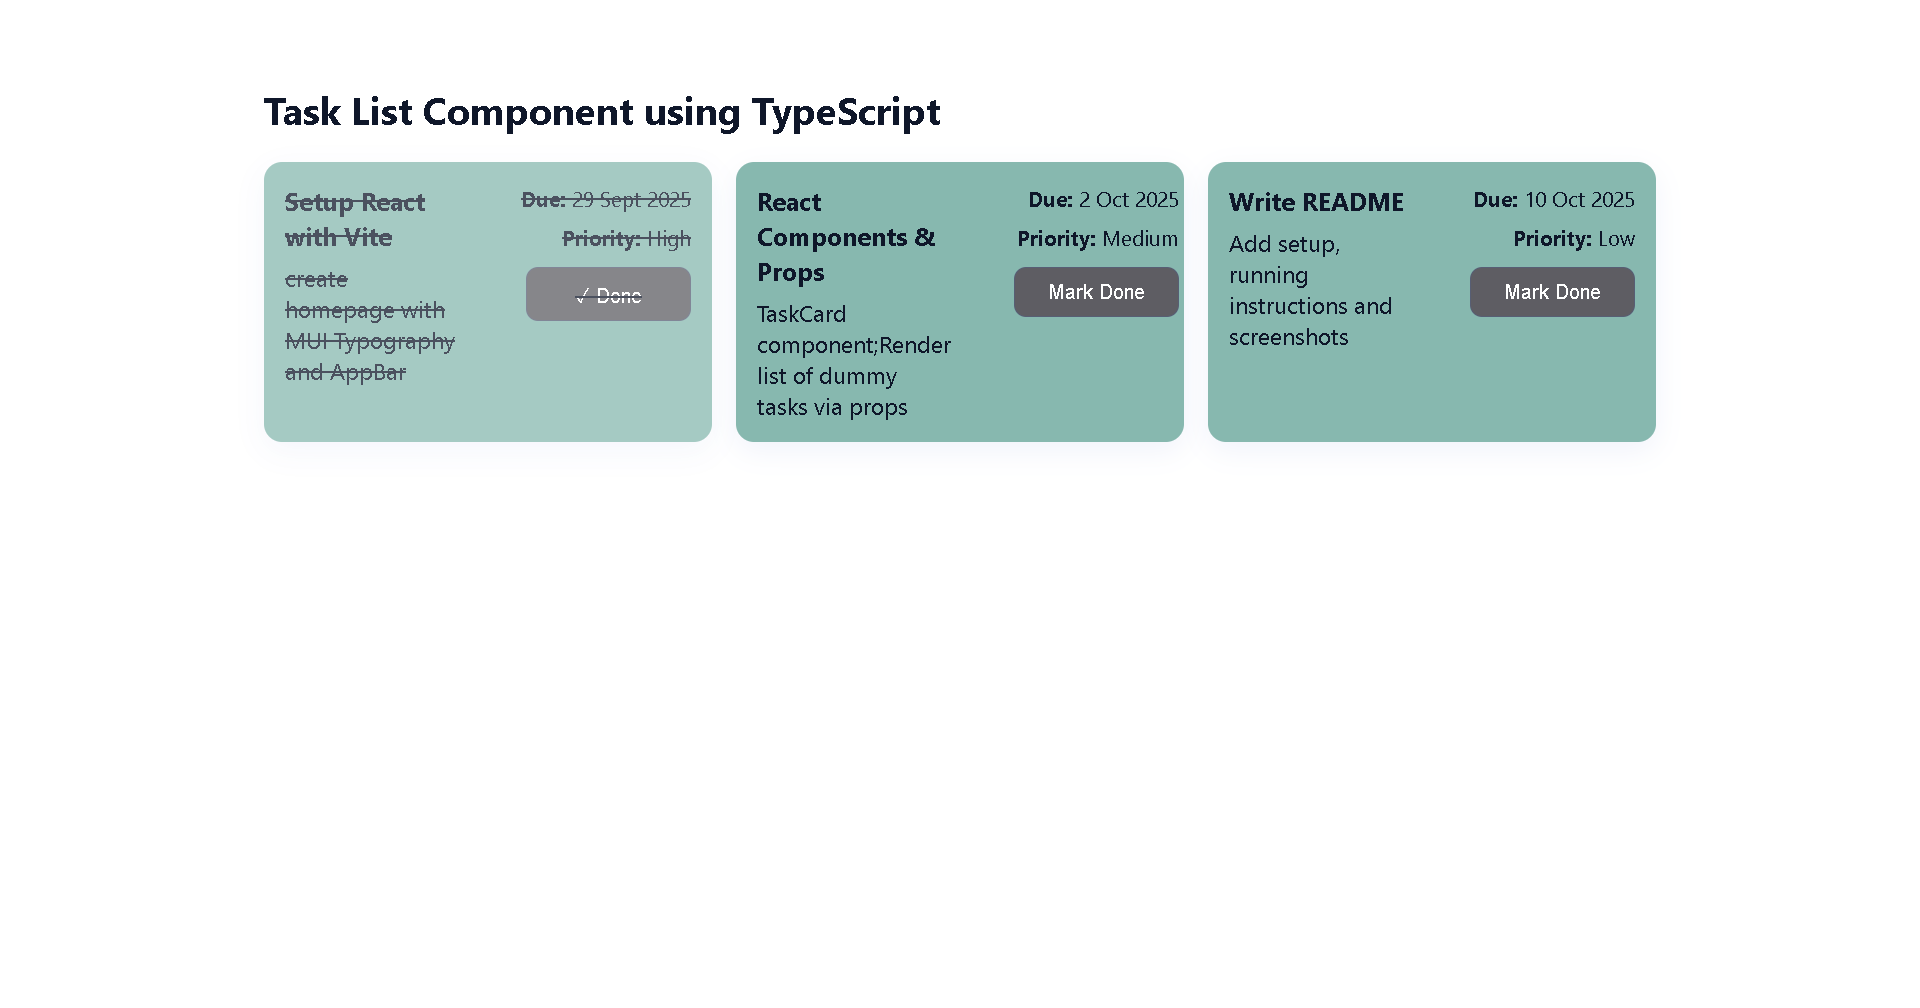 Task List Component using TypeScript
Setup React
with Vite
create
homepage with
MUI Typography
and AppBar
Due: 29 Sept 2025
Priority: High
✓ Done
React
Components &
Props
TaskCard
component;Render
list of dummy
tasks via props
Due: 2 Oct 2025
Priority: Medium
Mark Done
Write README
Add setup,
running
instructions and
screenshots
Due: 10 Oct 2025
Priority: Low
Mark Done